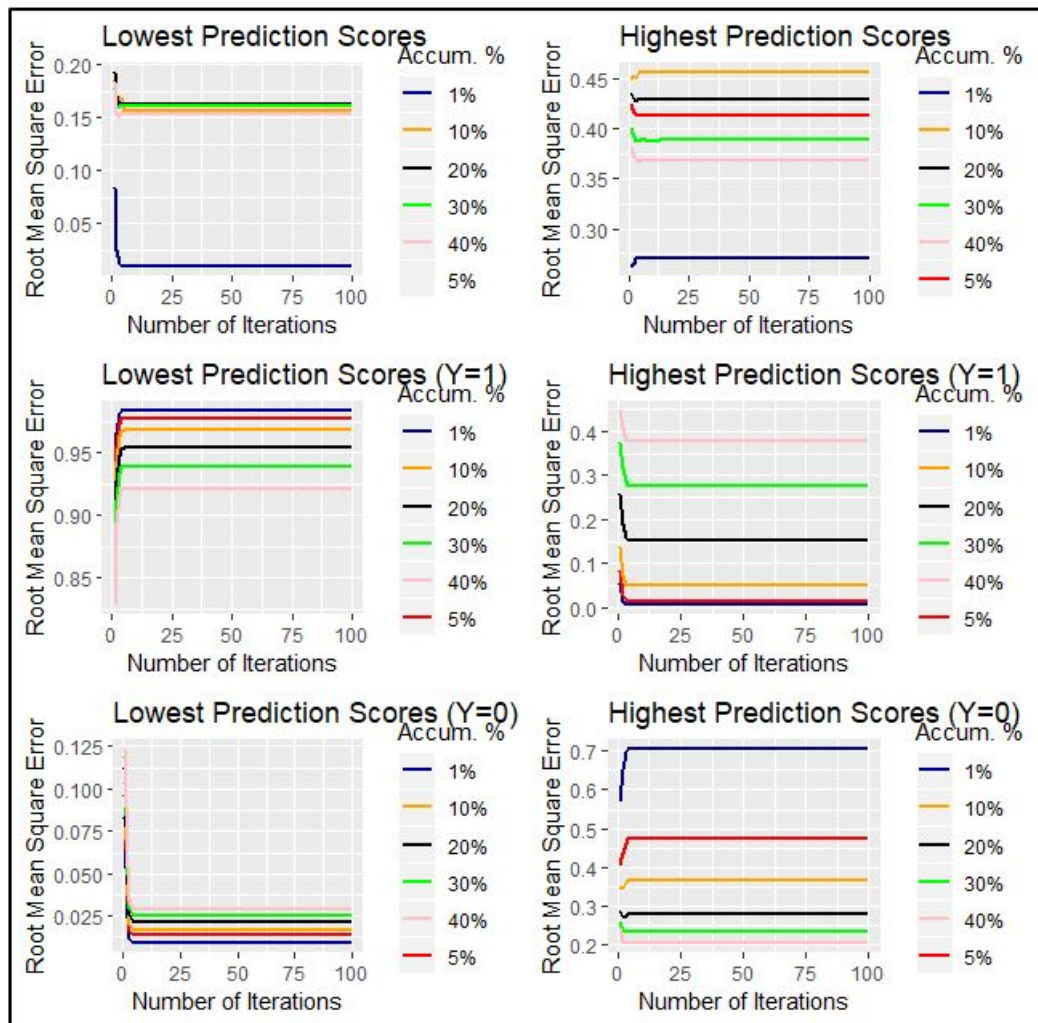 Lowest Prediction Scores
Root Mean Square Error
0.20
0.15
0.10
0.05
0 25 50 75 100
Number of Iterations
Accum. %
1%
10%
20%
30%
40%
5%
Highest Prediction Scores
Root Mean Square Error
0.45
0.40
0.35
0.30
0 25 50 75 100
Number of Iterations
Accum. %
1%
10%
20%
30%
40%
5%
Lowest Prediction Scores (Y=1)
Root Mean Square Error
0.95
0.90
0.85
0 25 50 75 100
Number of Iterations
Accum. %
1%
10%
20%
30%
40%
5%
Highest Prediction Scores (Y=1)
Root Mean Square Error
0.4
0.3
0.2
0.1
0.0
0 25 50 75 100
Number of Iterations
Accum. %
1%
10%
20%
30%
40%
5%
Lowest Prediction Scores (Y=0)
Root Mean Square Error
0.125
0.100
0.075
0.050
0.025
0 25 50 75 100
Number of Iterations
Accum. %
1%
10%
20%
30%
40%
5%
Highest Prediction Scores (Y=0)
Root Mean Square Error
0.7
0.6
0.5
0.4
0.3
0.2
0 25 50 75 100
Number of Iterations
Accum. %
1%
10%
20%
30%
40%
5%